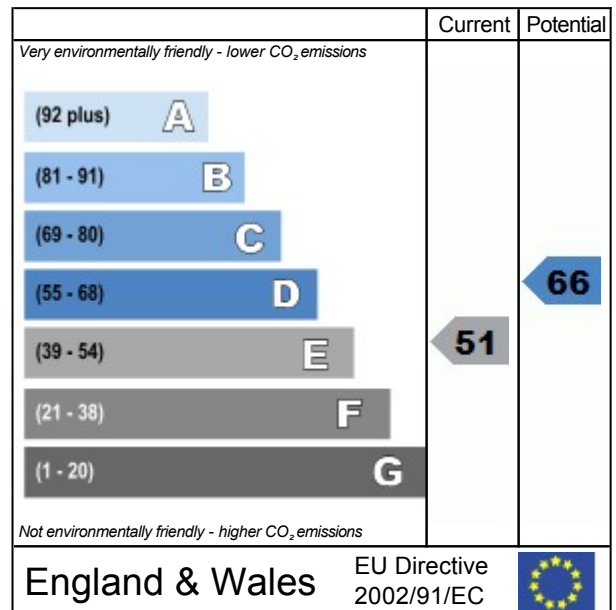 Current Potential
Very environmentally friendly - lower CO₂ emissions
(92 plus) A
(81 - 91) B
(69 - 80) C
(55 - 68) D
66
(39 - 54) E
51
(21 - 38) F
(1 - 20) G
Not environmentally friendly - higher CO₂ emissions
England & Wales
EU Directive
2002/91/EC